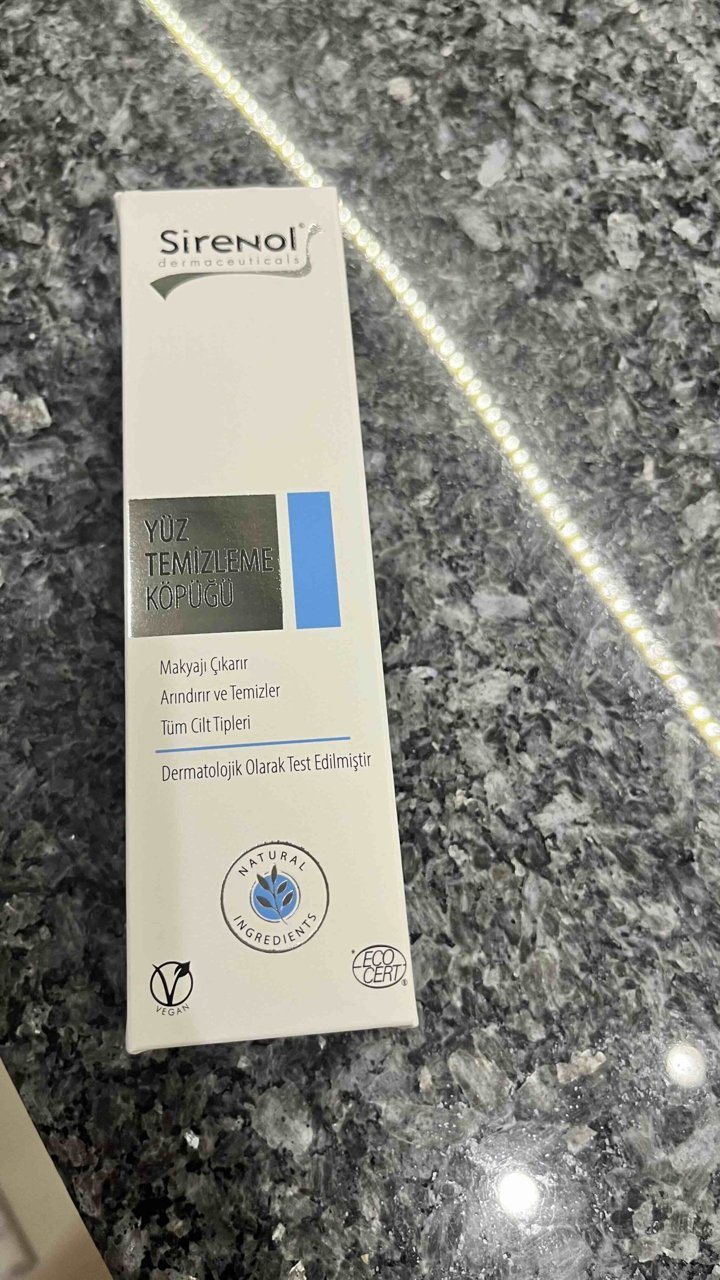 Sirenol®
dermaceuticals
YÜZ
TEMİZLEME
KÖPÜĞÜ
Makyajı Çıkarır
Arındırır ve Temizler
Tüm Cilt Tipleri
Dermatolojik Olarak Test Edilmiştir
NATURAL
INGREDIENTS
VEGAN
*ECO
CERT®